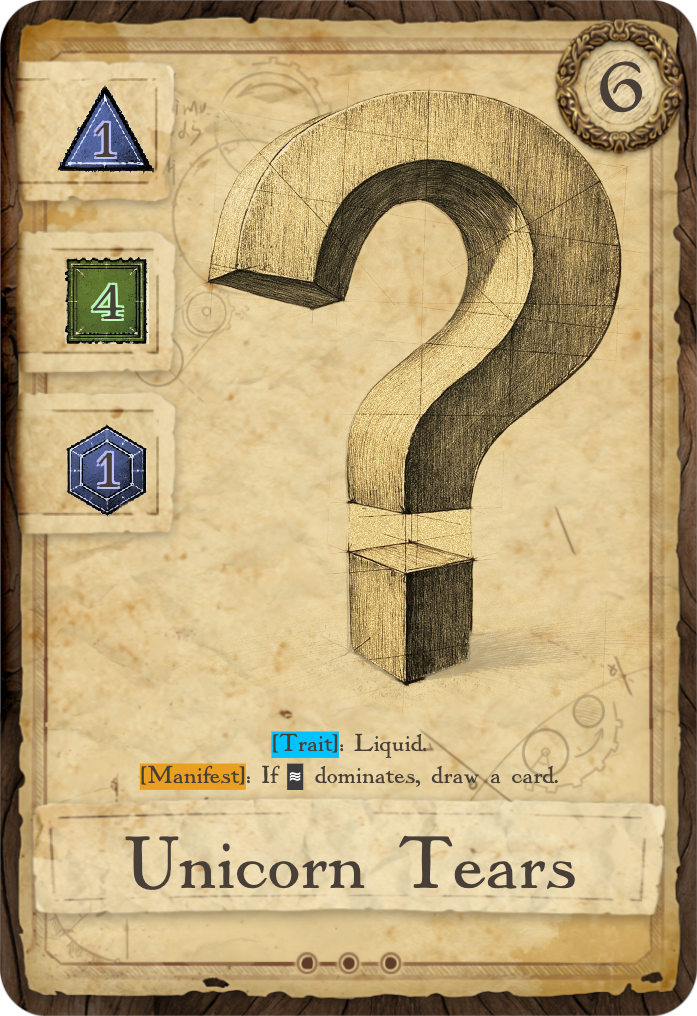 6
1
4
1
[Trait]: Liquid.
[Manifest]: If ≈ dominates, draw a card.
Unicorn Tears